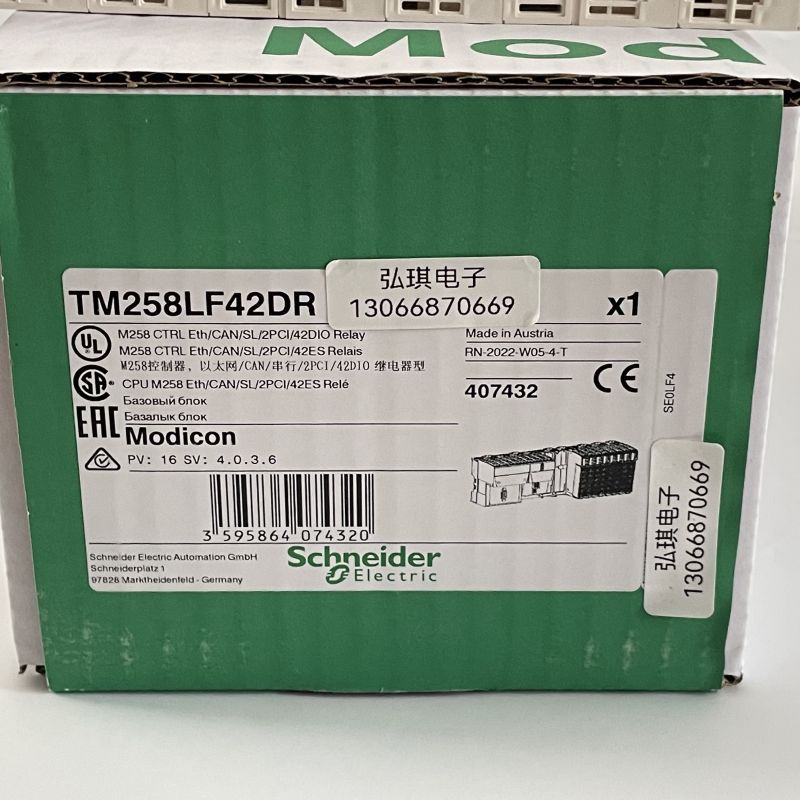 Mod
TM258LF42DR
弘琪电子
13066870669
x1
UL
M258 CTRL Eth/CAN/SL/2PCI/42DIO Relay
M258 CTRL Eth/CAN/SL/2PCI/42ES Relais
M258控制器，以太网/CAN/串行/2PCI/42DIO 继电器型
CPU M258 Eth/CAN/SL/2PCI/42ES Relé
Базовый блок
Базалык блок
Made in Austria
RN-2022-W05-4-T
407432
CE
SE0LF4
SA
EAC
Modicon
PV: 16 SV: 4.0.3.6
3 595864 074320
Schneider Electric Automation GmbH
Schneiderplatz 1
97828 Marktheidenfeld - Germany
Schneider
Electric
弘琪电子
13066870669